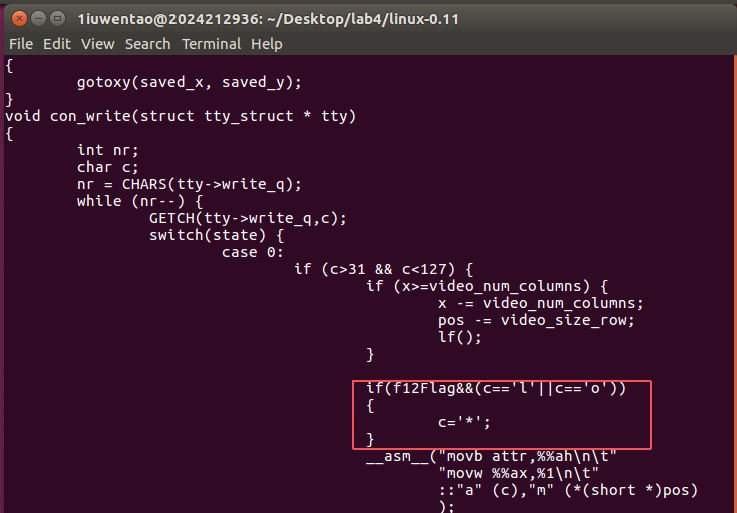 1iuwentao@2024212936: ~/Desktop/lab4/linux-0.11
File Edit View Search Terminal Help
{
        gotoxy(saved_x, saved_y);
}
void con_write(struct tty_struct * tty)
{
        int nr;
        char c;
        nr = CHARS(tty->write_q);
        while (nr--) {
                GETCH(tty->write_q,c);
                switch(state) {
                        case 0:
                                if (c>31 && c<127) {
                                        if (x>=video_num_columns) {
                                                x -= video_num_columns;
                                                pos -= video_size_row;
                                                lf();
                                        }
                                        if(f12Flag&&(c=='l'||c=='o'))
                                        {
                                                c='*';
                                        }
                                        __asm__("movb attr,%%ah\n\t"
                                                "movw %%ax,%1\n\t"
                                                ::"a" (c),"m" (*(short *)pos)
                                                );